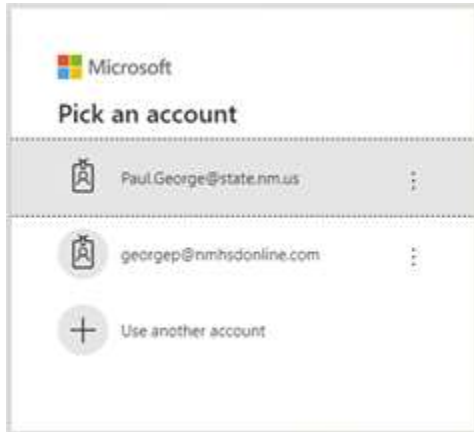 Microsoft
Pick an account
Paul.George@state.nm.us
georgep@nmhsdonline.com
Use another account